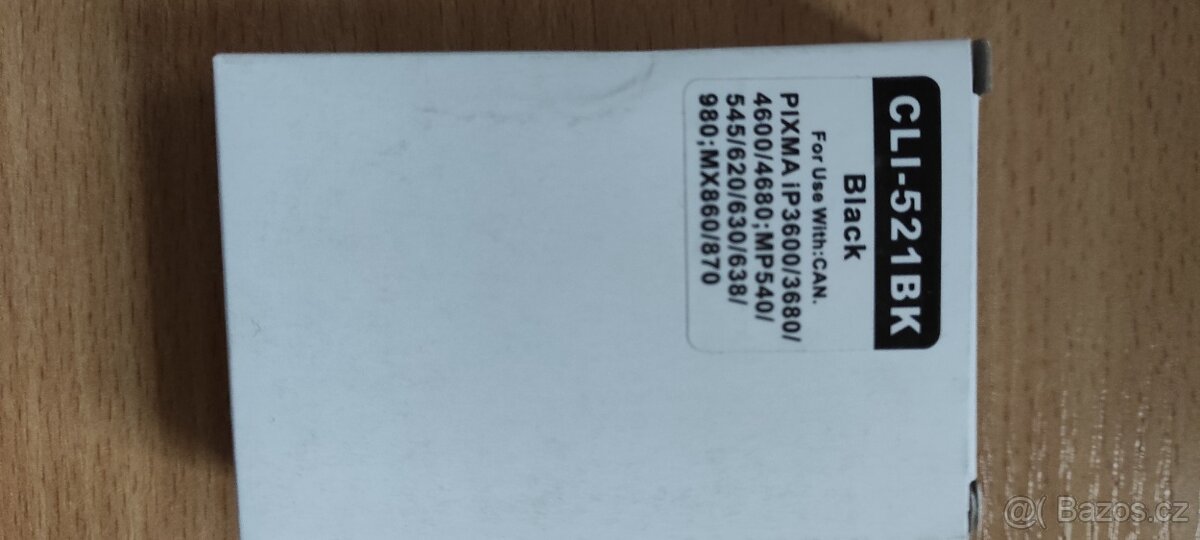 CLI-521BK
Black
For Use With:CAN.
PIXMA iP3600/3680/
4600/4680;MP540/
545/620/630/638/
980;MX860/870
@( Bazos.cz